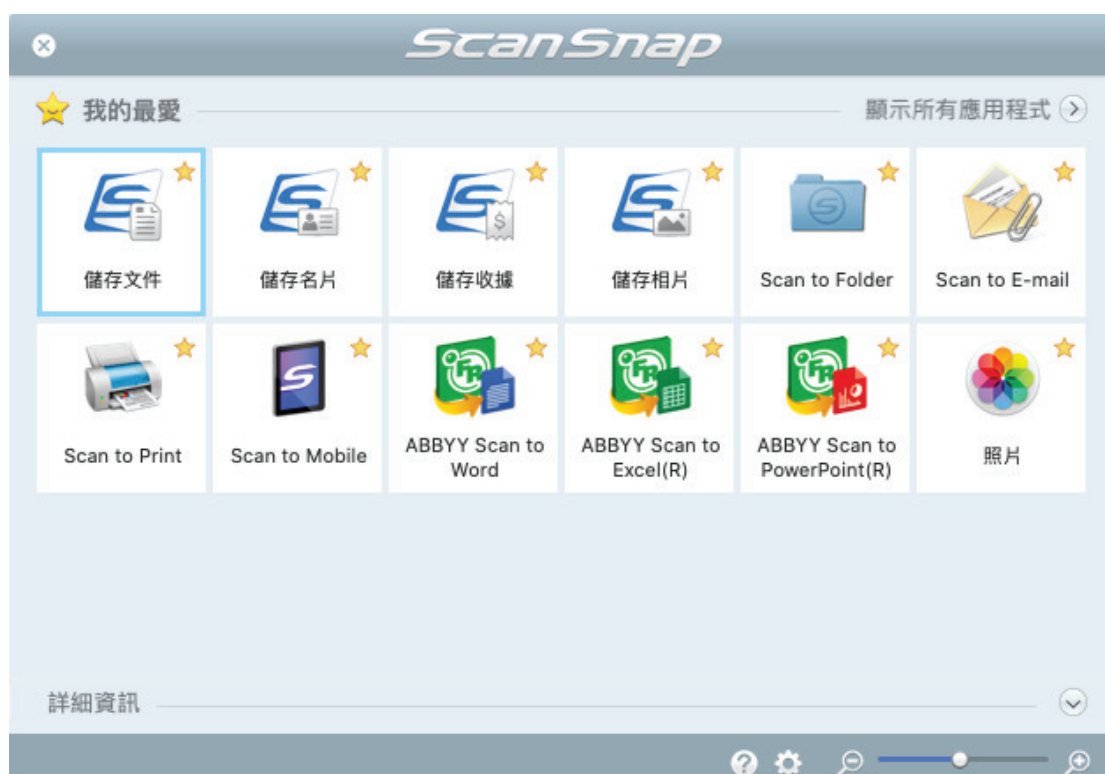 ScanSnap
我的最愛
顯示所有應用程式
儲存文件
儲存名片
儲存收據
儲存相片
Scan to Folder
Scan to E-mail
Scan to Print
Scan to Mobile
ABBYY Scan to
Word
ABBYY Scan to
Excel(R)
ABBYY Scan to
PowerPoint(R)
照片
詳細資訊